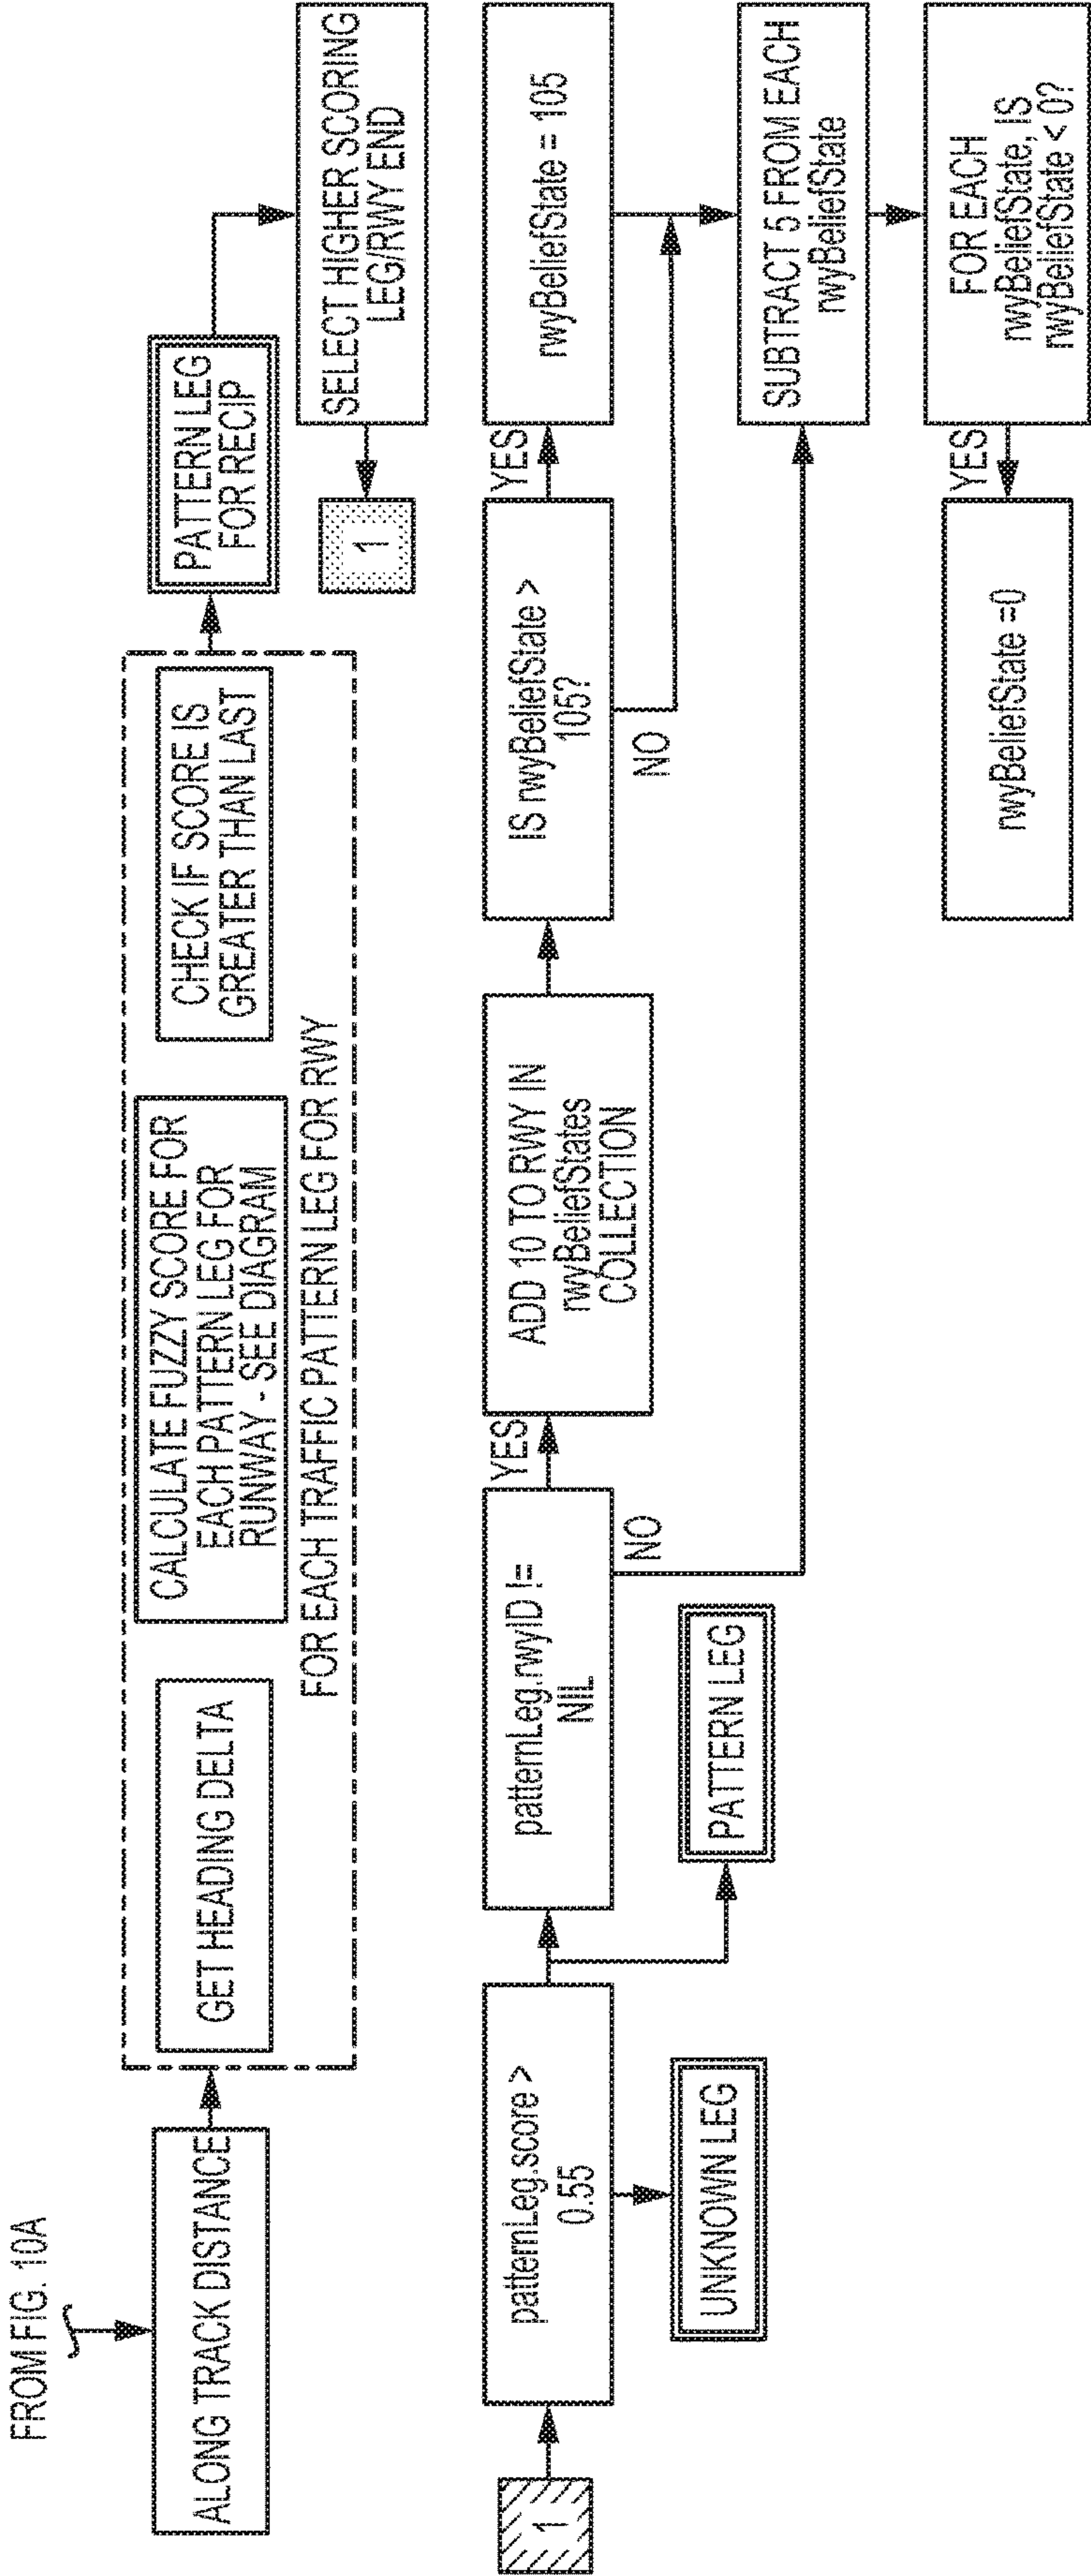 FROM FIG. 10A
ALONG TRACK DISTANCE
GET HEADING DELTA
CALCULATE FUZZY SCORE FOR
EACH PATTERN LEG FOR
RUNWAY - SEE DIAGRAM
CHECK IF SCORE IS
GREATER THAN LAST
FOR EACH TRAFFIC PATTERN LEG FOR RWY
PATTERN LEG
FOR RECIP
SELECT HIGHER SCORING
LEG/RWY END
1
1
patternLeg.score >
0.55
UNKNOWN LEG
PATTERN LEG
patternLeg.rwyID !=
NIL
YES
NO
ADD 10 TO RWY IN
rwyBeliefStates
COLLECTION
IS rwyBeliefState >
105?
YES
NO
rwyBeliefState = 105
SUBTRACT 5 FROM EACH
rwyBeliefState
FOR EACH
rwyBeliefState, IS
rwyBeliefState < 0?
YES
rwyBeliefState =0